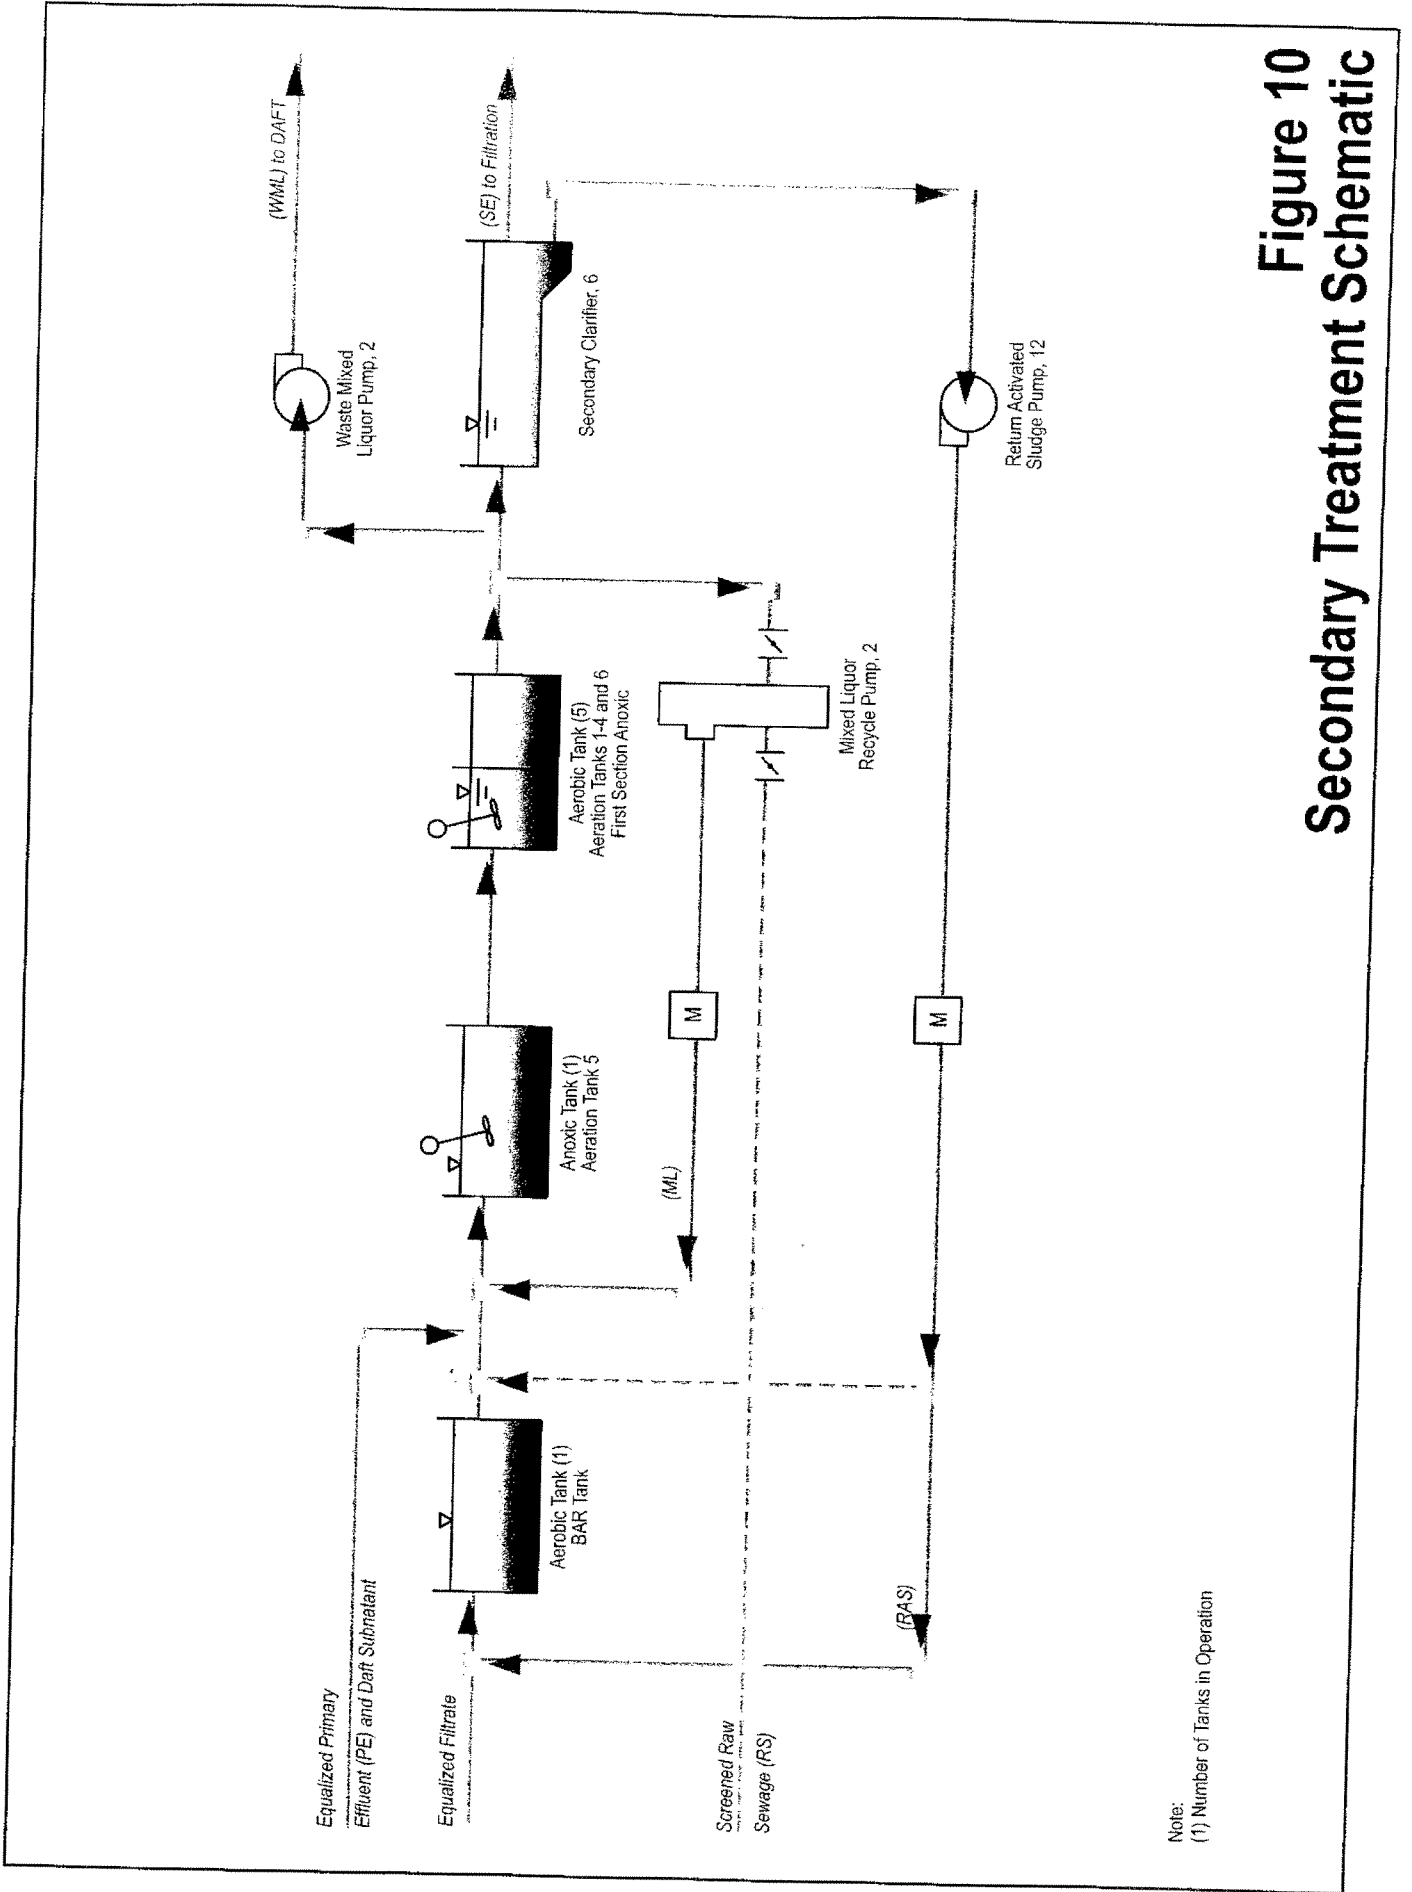 (WML) to DAFT
Waste Mixed
Liquor Pump, 2
Equalized Primary
Effluent (PE) and Daft Subnatant
Equalized Filtrate
Aerobic Tank (1)
BAR Tank
Anoxic Tank (1)
Aeration Tank 5
Aerobic Tank (5)
Aeration Tanks 1-4 and 6
First Section Anoxic
Secondary Clarifier, 6
(SE) to Filtration
(ML)
M
Mixed Liquor
Recycle Pump, 2
Screened Raw
Sewage (RS)
(RAS)
M
Return Activated
Sludge Pump, 12
Note:
(1) Number of Tanks in Operation
Figure 10
Secondary Treatment Schematic